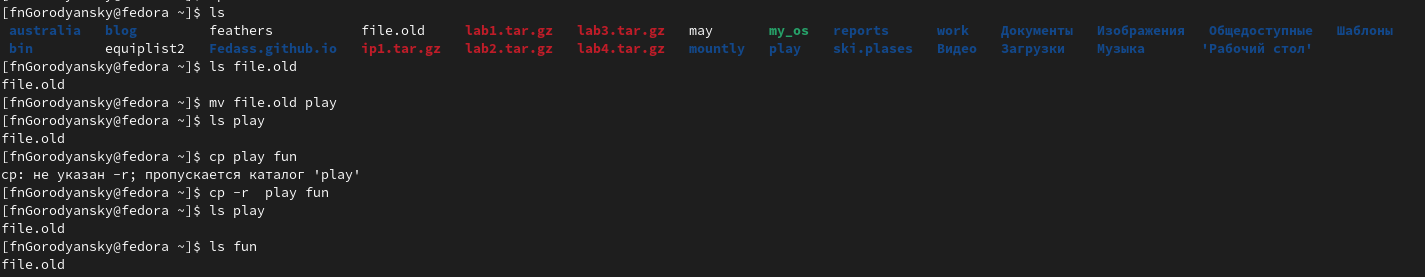 [fnGorodyansky@fedora ~]$ ls
australia blog feathers file.old lab1.tar.gz lab3.tar.gz may my_os reports work Документы Изображения Общедоступные Шаблоны
bin equiplist2 Fedass.github.io ip1.tar.gz lab2.tar.gz lab4.tar.gz mountly play ski.plases Видео Загрузки Музыка 'Рабочий стол'
[fnGorodyansky@fedora ~]$ ls file.old
file.old
[fnGorodyansky@fedora ~]$ mv file.old play
[fnGorodyansky@fedora ~]$ ls play
file.old
[fnGorodyansky@fedora ~]$ cp play fun
cp: не указан -r; пропускается каталог 'play'
[fnGorodyansky@fedora ~]$ cp -r  play fun
[fnGorodyansky@fedora ~]$ ls play
file.old
[fnGorodyansky@fedora ~]$ ls fun
file.old